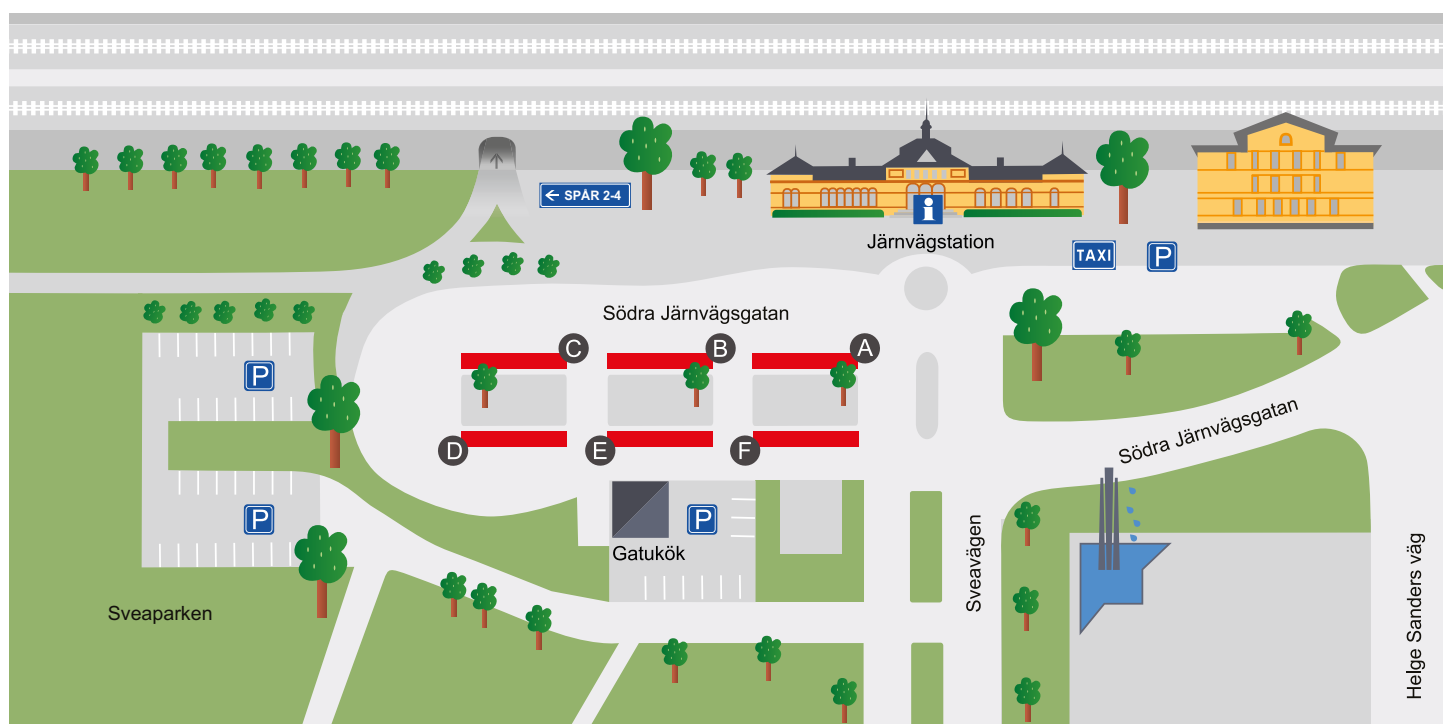 ← SPÅR 2-4
i
Järnvägstation
TAXI
P
Södra Järnvägsgatan
C
B
A
P
D
E
F
Södra Järnvägsgatan
P
P
Gatukök
Sveavägen
Helge Sanders väg
Sveaparken